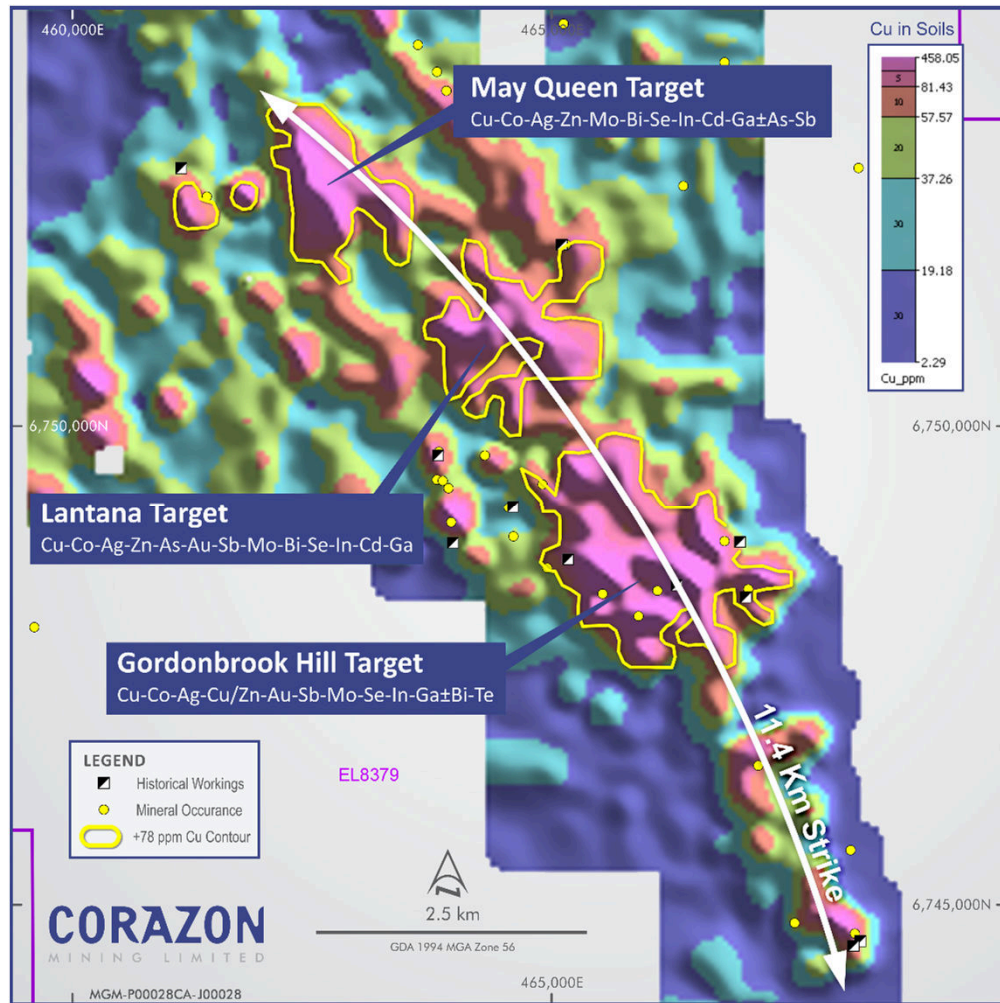 460,000E
465,000E
Cu in Soils
458.05
5
81.43
10
57.57
20
37.26
30
19.18
30
2.29
Cu_ppm
May Queen Target
Cu-Co-Ag-Zn-Mo-Bi-Se-In-Cd-Ga±As-Sb
6,750,000N
6,750,000N
Lantana Target
Cu-Co-Ag-Zn-As-Au-Sb-Mo-Bi-Se-In-Cd-Ga
Gordonbrook Hill Target
Cu-Co-Ag-Cu/Zn-Au-Sb-Mo-Se-In-Ga±Bi-Te
11.4 Km Strike
LEGEND
Historical Workings
Mineral Occurance
+78 ppm Cu Contour
EL8379
N
2.5 km
GDA 1994 MGA Zone 56
6,745,000N
CORAZON
MINING LIMITED
465,000E
MGM-P00028CA-J00028